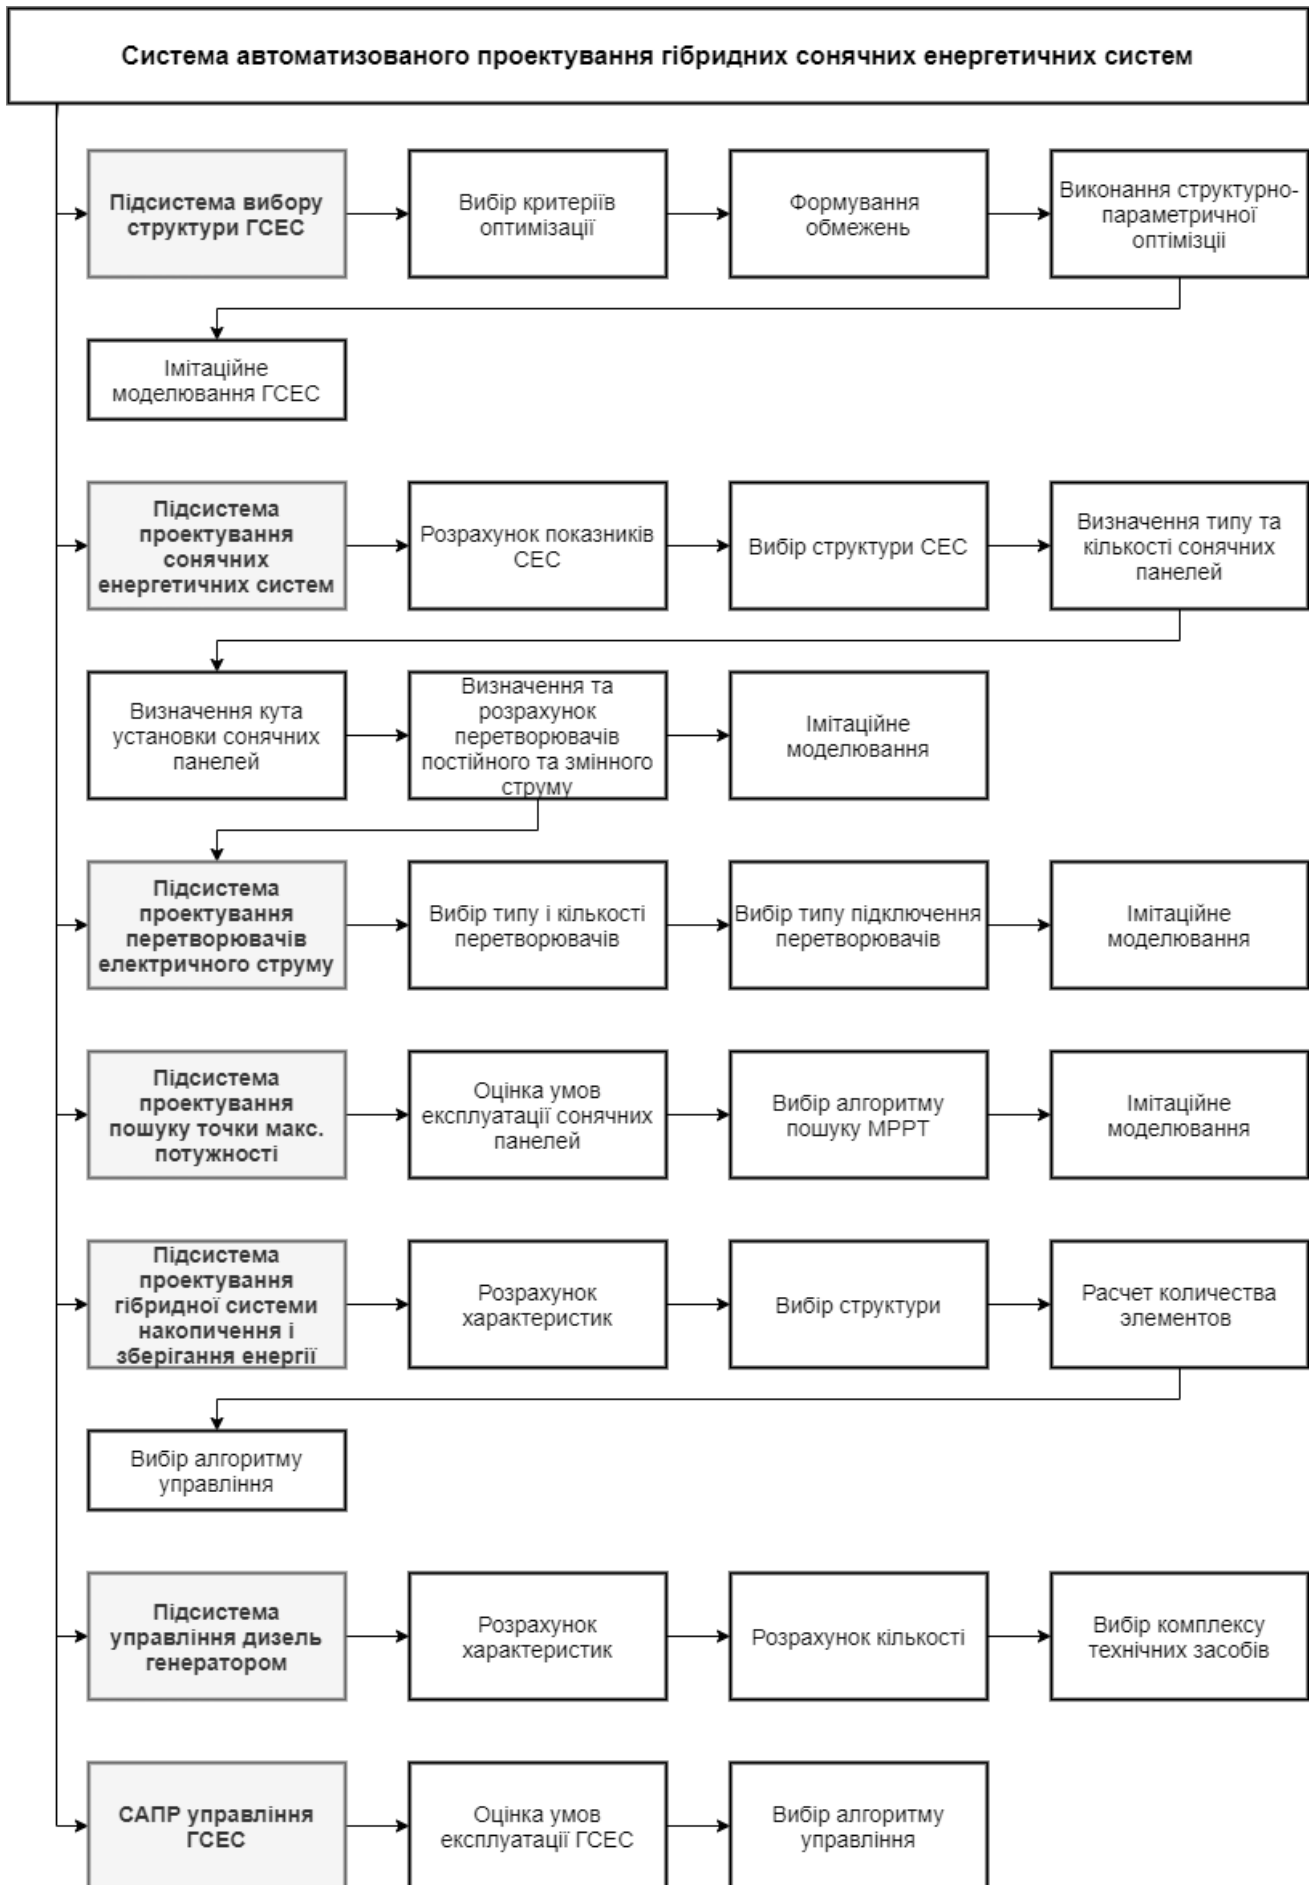 Система автоматизованого проектування гібридних сонячних енергетичних систем
Підсистема вибору
структури ГСЕС
Вибір критеріїв
оптимізації
Формування
обмежень
Виконання структурно-
параметричної
оптімізціі
Імітаційне
моделювання ГСЕС
Підсистема
проектування
сонячних
енергетичних систем
Розрахунок показників
СЕС
Вибір структури СЕС
Визначення типу та
кількості сонячних
панелей
Визначення кута
установки сонячних
панелей
Визначення та
розрахунок
перетворювачів
постійного та змінного
струму
Імітаційне
моделювання
Підсистема
проектування
перетворювачів
електричного струму
Вибір типу і кількості
перетворювачів
Вибір типу підключення
перетворювачів
Імітаційне
моделювання
Підсистема
проектування
пошуку точки макс.
потужності
Оцінка умов
експлуатації сонячних
панелей
Вибір алгоритму
пошуку МРРТ
Імітаційне
моделювання
Підсистема
проектування
гібридної системи
накопичення і
зберігання енергії
Розрахунок
характеристик
Вибір структури
Расчет количества
элементов
Вибір алгоритму
управління
Підсистема
управління дизель
генератором
Розрахунок
характеристик
Розрахунок кількості
Вибір комплексу
технічних засобів
САПР управління
ГСЕС
Оцінка умов
експлуатації ГСЕС
Вибір алгоритму
управління